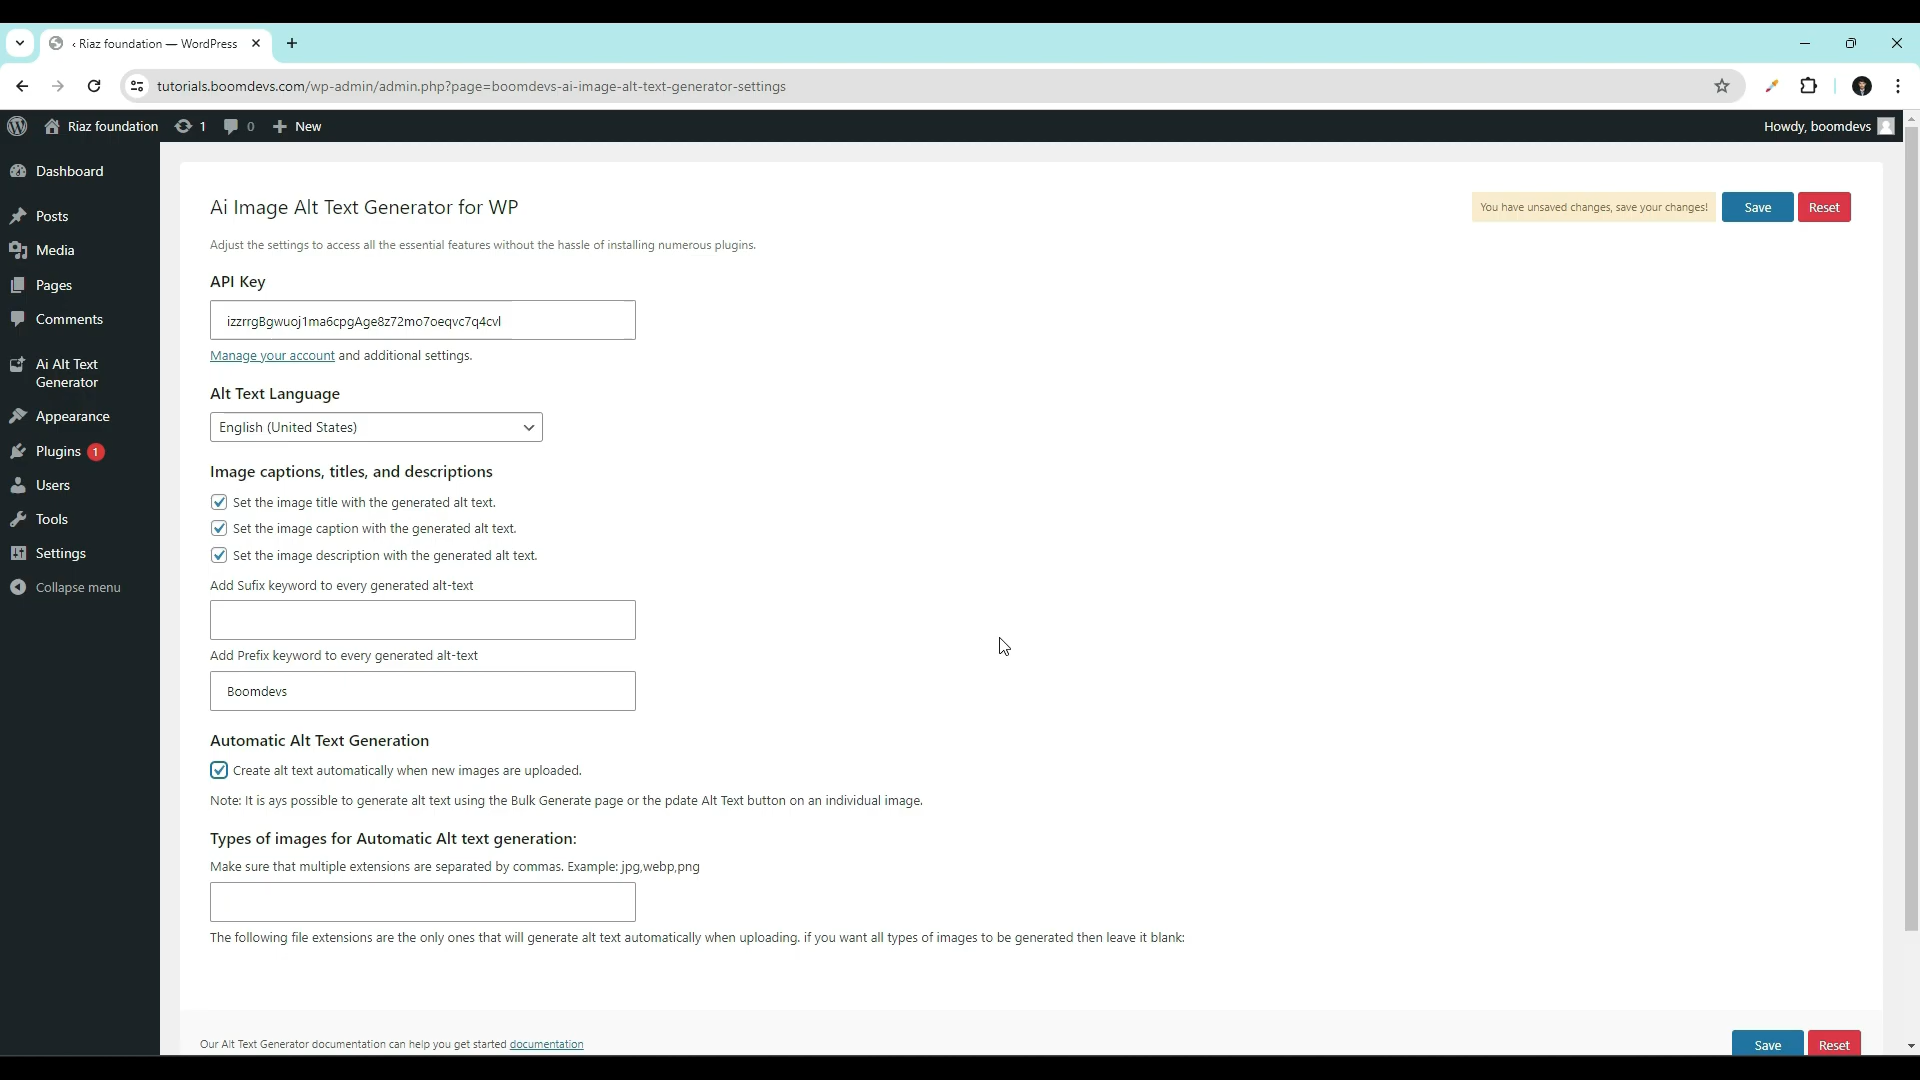 ‹ Riaz foundation — WordPress
tutorials.boomdevs.com/wp-admin/admin.php?page=boomdevs-ai-image-alt-text-generator-settings
Riaz foundation 1 0 New Howdy, boomdevs
Dashboard
Posts
Media
Pages
Comments
Ai Alt Text
Generator
Appearance
Plugins 1
Users
Tools
Settings
Collapse menu
Ai Image Alt Text Generator for WP
You have unsaved changes, save your changes! Save Reset
Adjust the settings to access all the essential features without the hassle of installing numerous plugins.
API Key
izzrrgBgwuoj1ma6cpgAge8z72mo7oeqvc7q4cvl
Manage your account and additional settings.
Alt Text Language
English (United States)
Image captions, titles, and descriptions
Set the image title with the generated alt text.
Set the image caption with the generated alt text.
Set the image description with the generated alt text.
Add Sufix keyword to every generated alt-text
Add Prefix keyword to every generated alt-text
Boomdevs
Automatic Alt Text Generation
Create alt text automatically when new images are uploaded.
Note: It is ays possible to generate alt text using the Bulk Generate page or the pdate Alt Text button on an individual image.
Types of images for Automatic Alt text generation:
Make sure that multiple extensions are separated by commas. Example: jpg,webp,png
The following file extensions are the only ones that will generate alt text automatically when uploading. if you want all types of images to be generated then leave it blank:
Our Alt Text Generator documentation can help you get started documentation
Save Reset